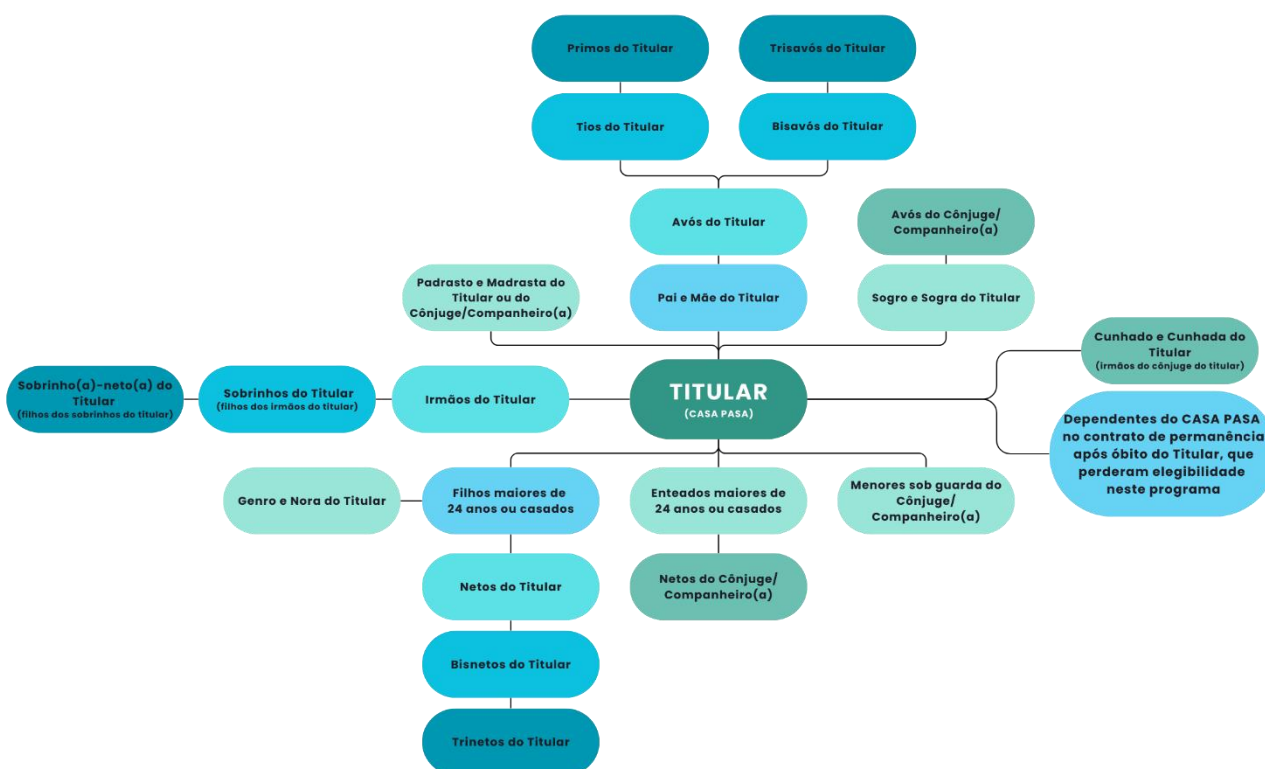 Primos do Titular
Trisavós do Titular
Tios do Titular
Bisavós do Titular
Avós do Titular
Avós do Cônjuge/
Companheiro(a)
Padrasto e Madrasta do
Titular ou do
Cônjuge/Companheiro(a)
Pai e Mãe do Titular
Sogro e Sogra do Titular
Cunhado e Cunhada do
Titular
(irmãos do cônjuge do titular)
Sobrinho(a)-neto(a) do
Titular
(filhos dos sobrinhos do titular)
Sobrinhos do Titular
(filhos dos irmãos do titular)
Irmãos do Titular
TITULAR
(CASA PASA)
Dependentes do CASA PASA
no contrato de permanência
após óbito do Titular, que
perderam elegibilidade
neste programa
Genro e Nora do Titular
Filhos maiores de
24 anos ou casados
Enteados maiores de
24 anos ou casados
Menores sob guarda do
Cônjuge/
Companheiro(a)
Netos do Titular
Netos do Cônjuge/
Companheiro(a)
Bisnetos do Titular
Trinetos do Titular